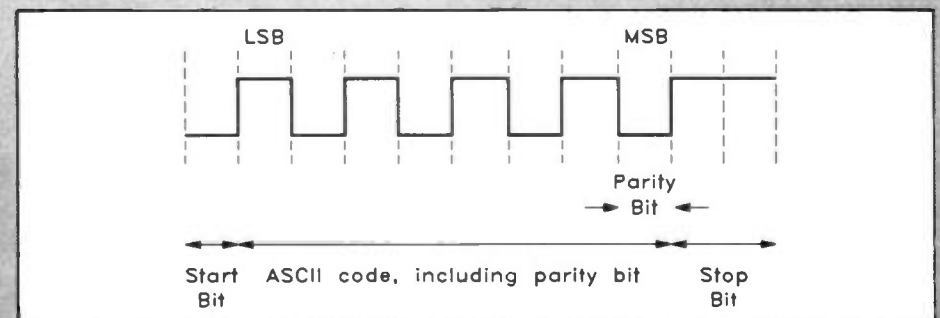 LSB MSB
Parity
Bit
Start ASCII code, including parity bit Stop
Bit Bit